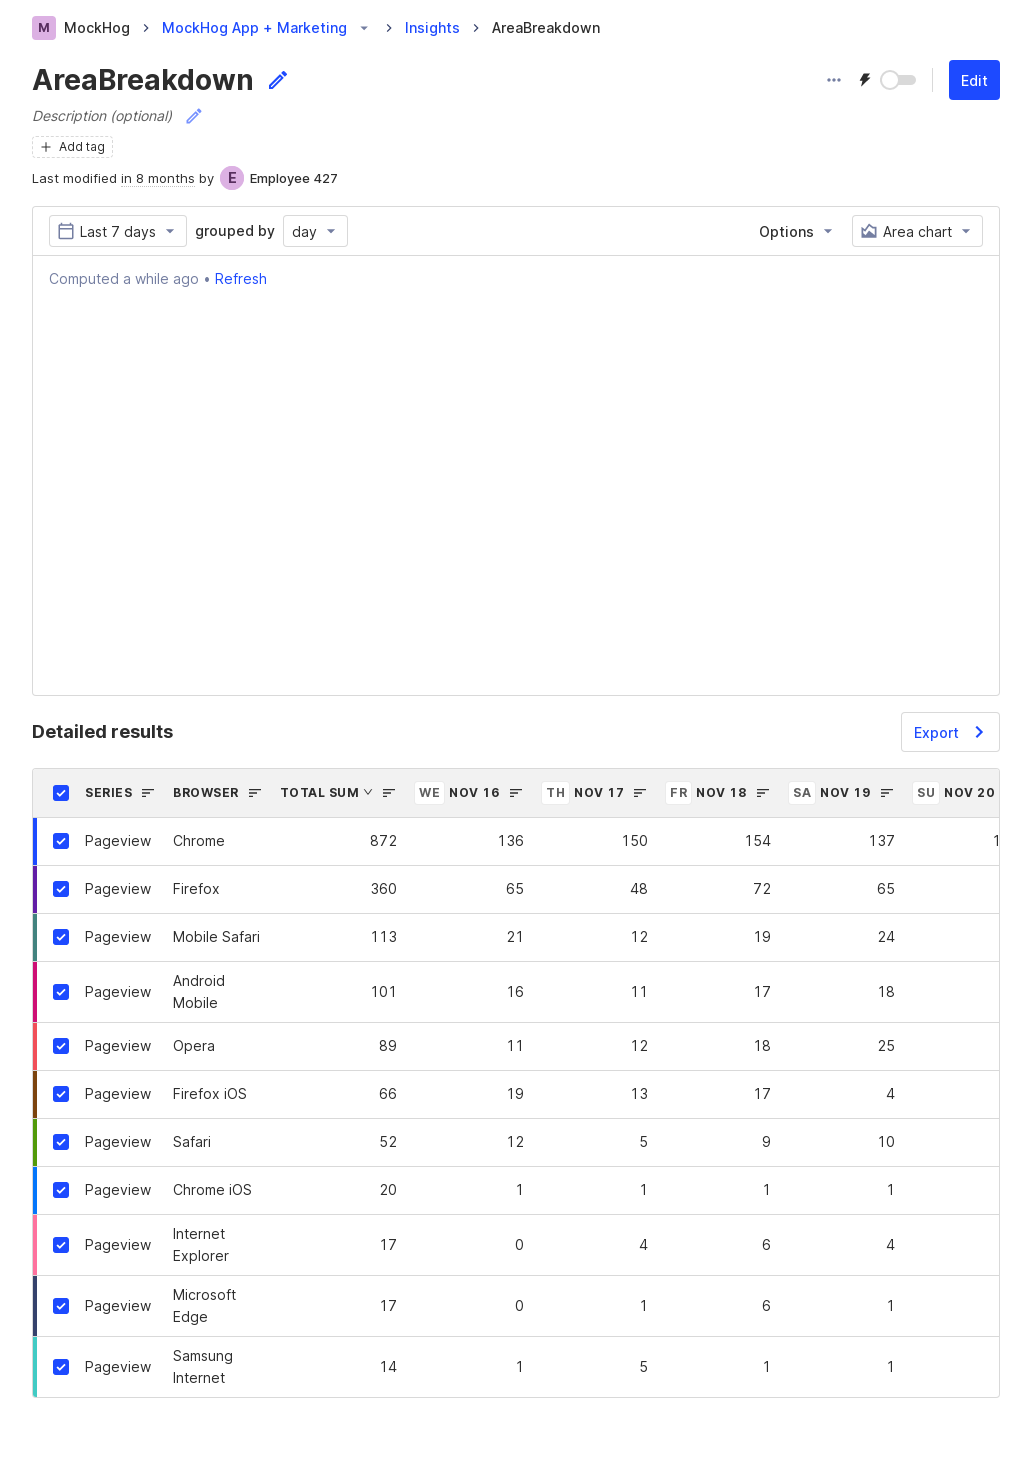 M MockHog MockHog App + Marketing Insights AreaBreakdown
AreaBreakdown
Edit
Description (optional)
Add tag
Last modified in 8 months by E Employee 427
Last 7 days grouped by day Options Area chart
Computed a while ago • Refresh
Detailed results
Export
SERIES BROWSER TOTAL SUM WE NOV 16 TH NOV 17 FR NOV 18 SA NOV 19 SU NOV 20
Pageview Chrome 872 136 150 154 137 1
Pageview Firefox 360 65 48 72 65
Pageview Mobile Safari 113 21 12 19 24
Pageview Android Mobile 101 16 11 17 18
Pageview Opera 89 11 12 18 25
Pageview Firefox iOS 66 19 13 17 4
Pageview Safari 52 12 5 9 10
Pageview Chrome iOS 20 1 1 1 1
Pageview Internet Explorer 17 0 4 6 4
Pageview Microsoft Edge 17 0 1 6 1
Pageview Samsung Internet 14 1 5 1 1